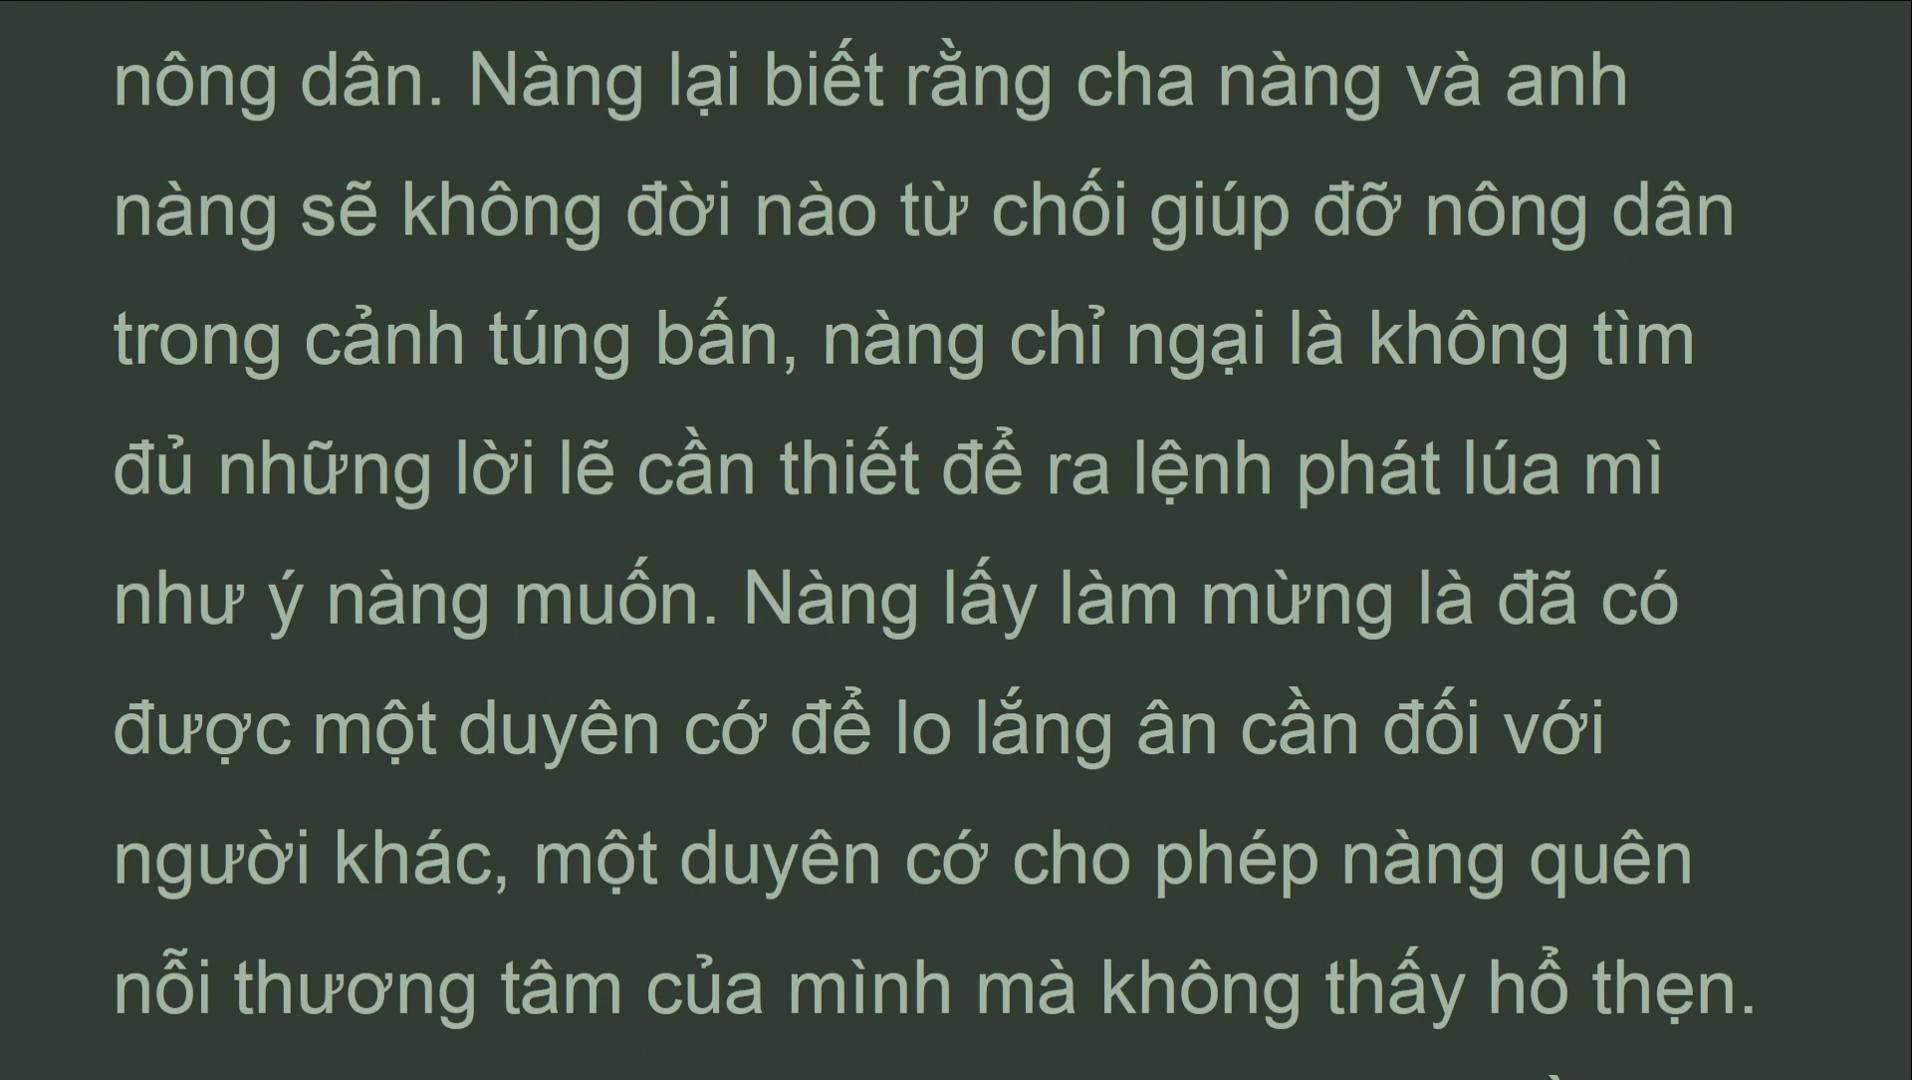 nông dân. Nàng lại biết rằng cha nàng và anh
nàng sẽ không đời nào từ chối giúp đỡ nông dân
trong cảnh túng bấn, nàng chỉ ngại là không tìm
đủ những lời lẽ cần thiết để ra lệnh phát lúa mì
như ý nàng muốn. Nàng lấy làm mừng là đã có
được một duyên cớ để lo lắng ân cần đối với
người khác, một duyên cớ cho phép nàng quên
nỗi thương tâm của mình mà không thấy hổ thẹn.